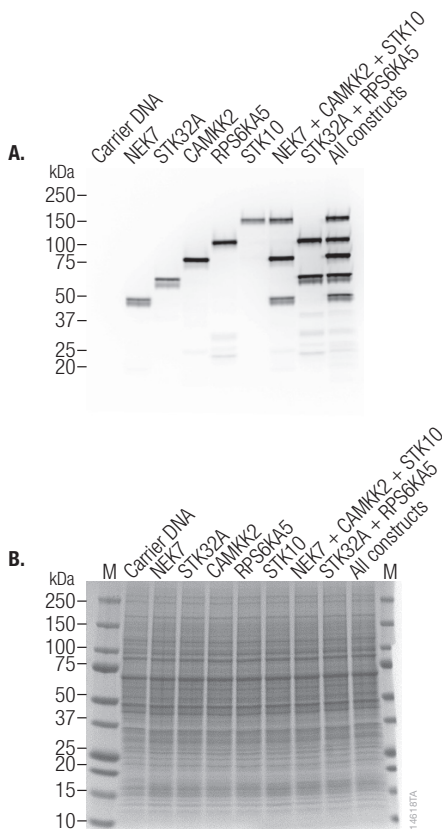 A.
Carrier DNA
NEK7
STK32A
CAMKK2
RPS6KA5
STK10
NEK7 + CAMKK2 + STK10
STK32A + RPS6KA5
All constructs
kDa
250
150
100
75
50
37
25
20
B.
M
Carrier DNA
NEK7
STK32A
CAMKK2
RPS6KA5
STK10
NEK7 + CAMKK2 + STK10
STK32A + RPS6KA5
All constructs
M
kDa
250
150
100
75
50
37
25
20
15
10
14618TA